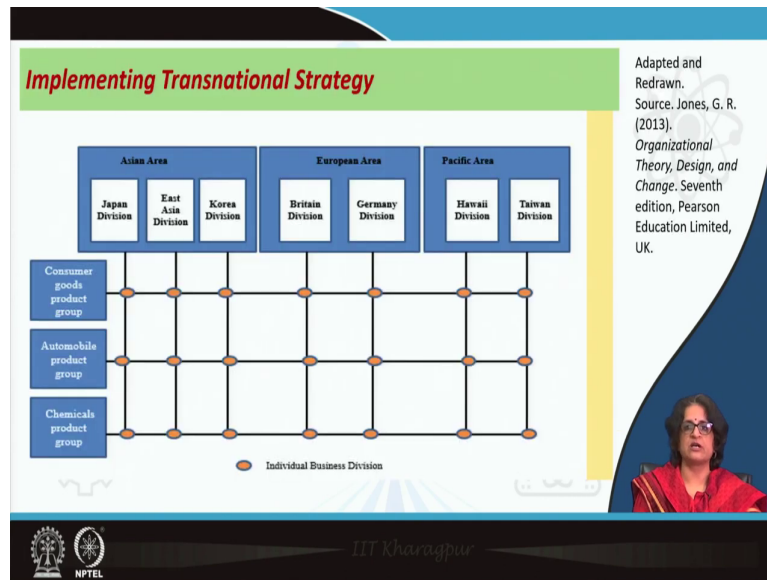 Implementing Transnational Strategy
Adapted and
Redrawn.
Source. Jones, G. R.
(2013).
Organizational
Theory, Design, and
Change. Seventh
edition, Pearson
Education Limited,
UK.
Asian Area
European Area
Pacific Area
Japan
Division
East
Asia
Division
Korea
Division
Britain
Division
Germany
Division
Hawaii
Division
Taiwan
Division
Consumer
goods
product
group
Automobile
product
group
Chemicals
product
group
Individual Business Division
IIT Kharagpur
NPTEL